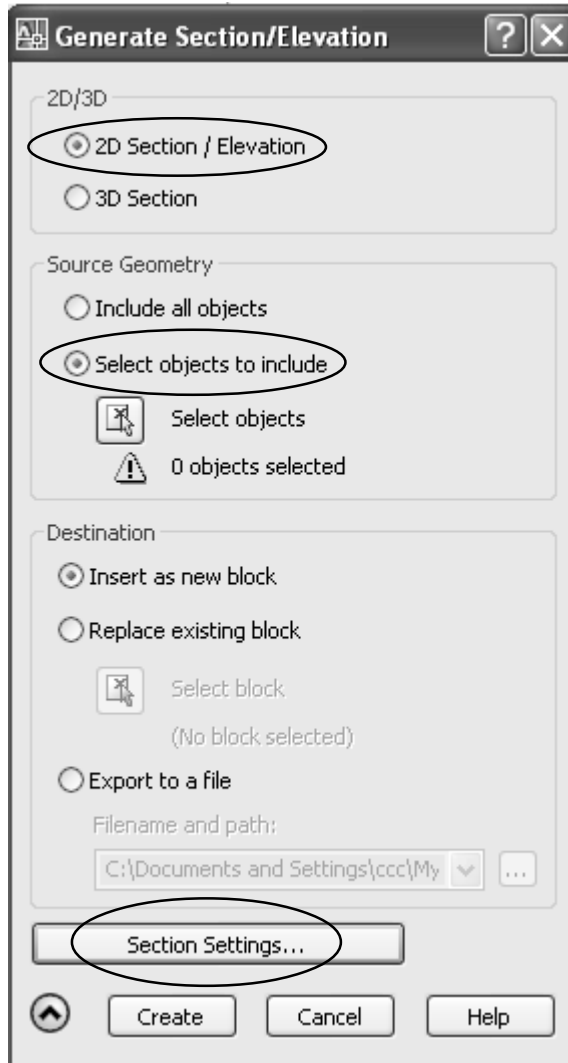 Generate Section/Elevation
2D/3D
2D Section / Elevation
3D Section
Source Geometry
Include all objects
Select objects to include
Select objects
0 objects selected
Destination
Insert as new block
Replace existing block
Select block
(No block selected)
Export to a file
Filename and path:
C:\Documents and Settings\ccc\My ...
Section Settings...
Create Cancel Help